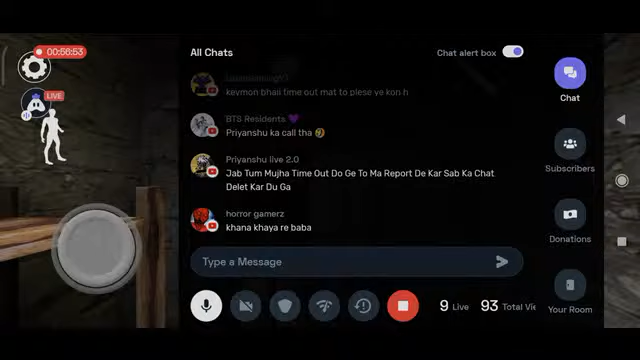 00:56:53
All Chats
Chat alert box
LIVE
keymon bhaii time out mat to plese ye kon h
Chat
BTS Residents 💜
Priyanshu ka call tha 🤣
Priyanshu live 2.0
Jab Tum Mujha Time Out Do Ge To Ma Report De Kar Sab Ka Chat
Delet Kar Du Ga
Subscribers
horror gamerz
khana khaya re baba
Donations
Type a Message
9 Live 93 Total Vie
Your Room